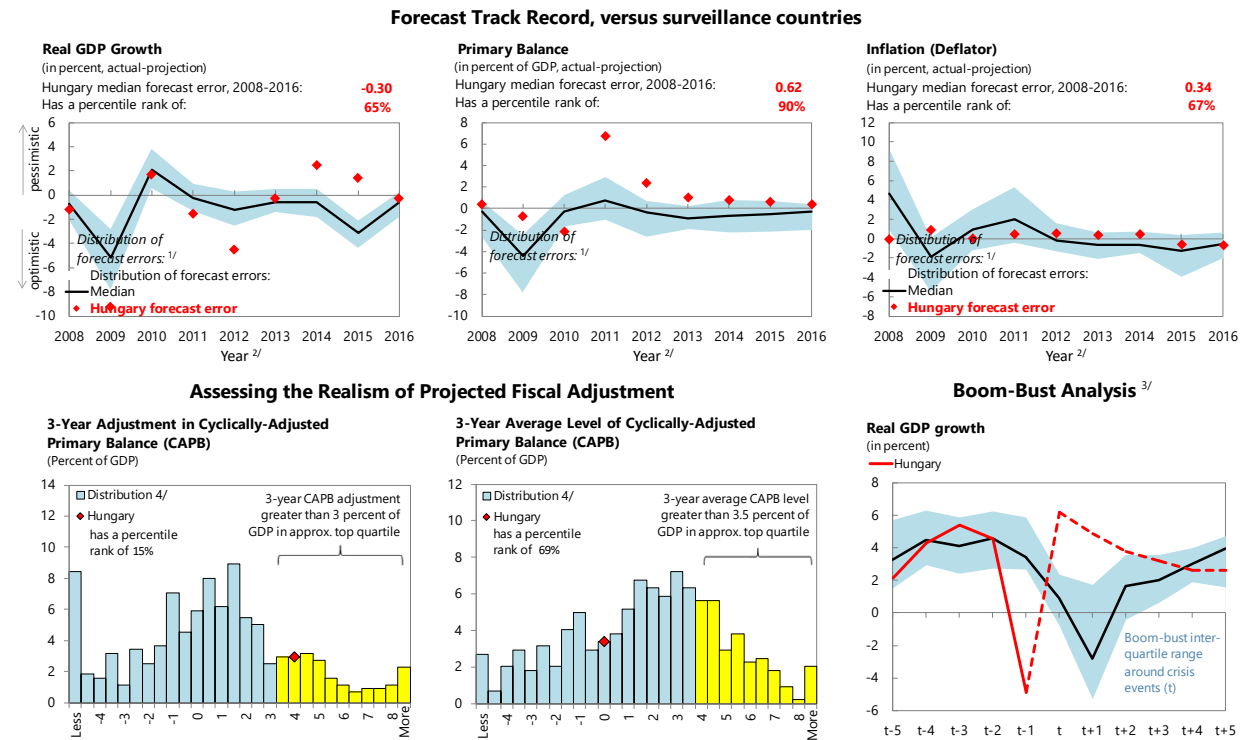 Forecast Track Record, versus surveillance countries
Real GDP Growth
(in percent, actual-projection)
Hungary median forecast error, 2008-2016: -0.30
Has a percentile rank of: 65%
pessimistic
optimistic
6
4
2
0
-2
-4
-6
-8
-10
Distribution of
forecast errors: 1/
Distribution of forecast errors:
Median
Hungary forecast error
2008 2009 2010 2011 2012 2013 2014 2015 2016
Year 2/
Primary Balance
(in percent of GDP, actual-projection)
Hungary median forecast error, 2008-2016: 0.62
Has a percentile rank of: 90%
8
6
4
2
0
-2
-4
-6
-8
-10
Distribution of
forecast errors: 1/
2008 2009 2010 2011 2012 2013 2014 2015 2016
Inflation (Deflator)
(in percent, actual-projection)
Hungary median forecast error, 2008-2016: 0.34
Has a percentile rank of: 67%
12
10
8
6
4
2
0
-2
-4
-6
-8
Distribution of
forecast errors: 1/
Distribution of forecast errors:
Median
Hungary forecast error
2008 2009 2010 2011 2012 2013 2014 2015 2016
Year 2/
Assessing the Realism of Projected Fiscal Adjustment
3-Year Adjustment in Cyclically-Adjusted
Primary Balance (CAPB)
(Percent of GDP)
14
12
10
8
6
4
2
0
Distribution 4/
Hungary
has a percentile
rank of 15%
3-year CAPB adjustment
greater than 3 percent of
GDP in approx. top quartile
Less -4 -3 -2 -1 0 1 2 3 4 5 6 7 8 More
3-Year Average Level of Cyclically-Adjusted
Primary Balance (CAPB)
(Percent of GDP)
12
10
8
6
4
2
0
Distribution 4/
Hungary
has a percentile
rank of 69%
3-year average CAPB level
greater than 3.5 percent of
GDP in approx. top quartile
Less -4 -3 -2 -1 0 1 2 3 4 5 6 7 8 More
Boom-Bust Analysis 3/
Real GDP growth
(in percent)
Hungary
8
6
4
2
0
-2
-4
-6
Boom-bust inter-
quartile range
around crisis
events (t)
t-5 t-4 t-3 t-2 t-1 t t+1 t+2 t+3 t+4 t+5